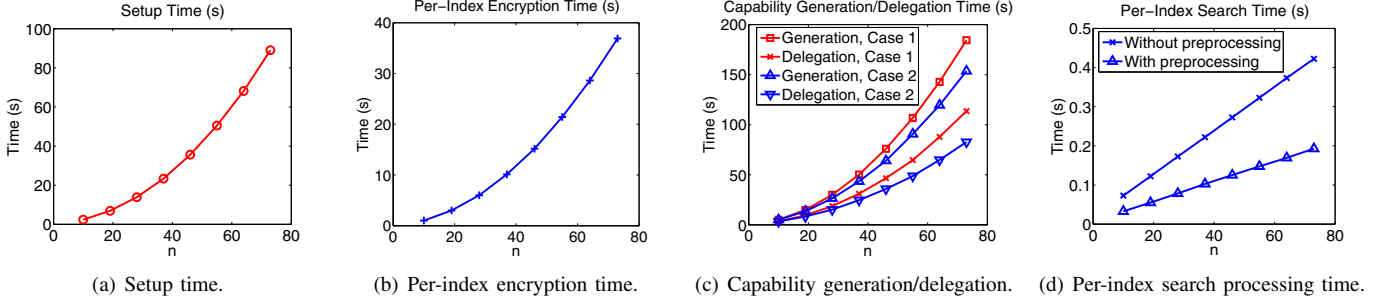 Setup Time (s)
100
80
60
40
20
0
Time (s)
0 20 40 60 80
n
(a) Setup time.
Per-Index Encryption Time (s)
40
30
20
10
0
Time (s)
0 20 40 60 80
n
(b) Per-index encryption time.
Capability Generation/Delegation Time (s)
200
150
100
50
0
Time (s)
Generation, Case 1
Delegation, Case 1
Generation, Case 2
Delegation, Case 2
0 20 40 60 80
n
(c) Capability generation/delegation.
Per-Index Search Time (s)
0.5
0.4
0.3
0.2
0.1
0
Time (s)
Without preprocessing
With preprocessing
0 20 40 60 80
n
(d) Per-index search processing time.